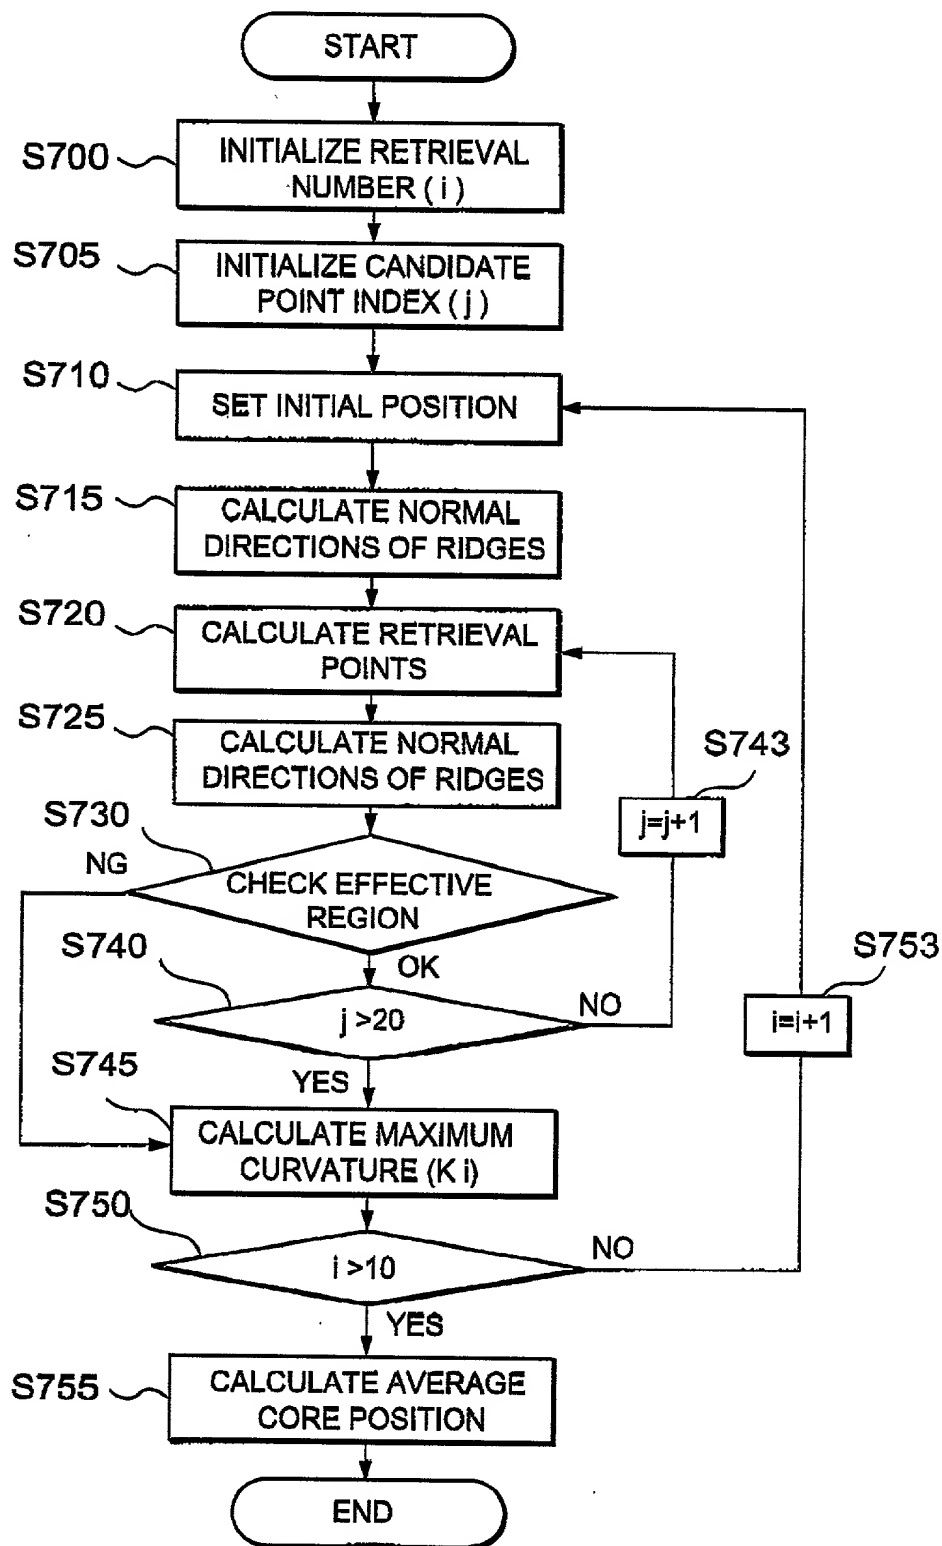 START
S700
INITIALIZE RETRIEVAL
NUMBER ( i )
S705
INITIALIZE CANDIDATE
POINT INDEX ( j )
S710
SET INITIAL POSITION
S715
CALCULATE NORMAL
DIRECTIONS OF RIDGES
S720
CALCULATE RETRIEVAL
POINTS
S725
CALCULATE NORMAL
DIRECTIONS OF RIDGES
S743
j=j+1
S730
NG
CHECK EFFECTIVE
REGION
OK
S740
j >20
NO
S753
i=i+1
YES
S745
CALCULATE MAXIMUM
CURVATURE (K i)
S750
i >10
NO
YES
S755
CALCULATE AVERAGE
CORE POSITION
END